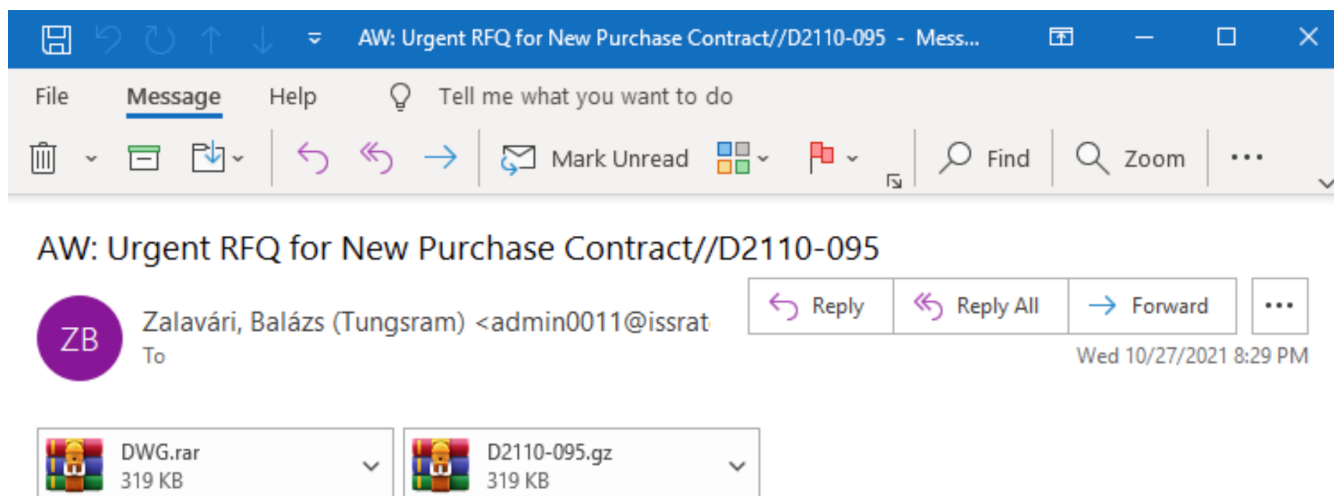 AW: Urgent RFQ for New Purchase Contract//D2110-095 - Mess...
File Message Help Tell me what you want to do
Mark Unread Find Zoom
AW: Urgent RFQ for New Purchase Contract//D2110-095
ZB
Zalavári, Balázs (Tungsram) <admin0011@issrat
Reply Reply All Forward
To
Wed 10/27/2021 8:29 PM
DWG.rar D2110-095.gz
319 KB 319 KB